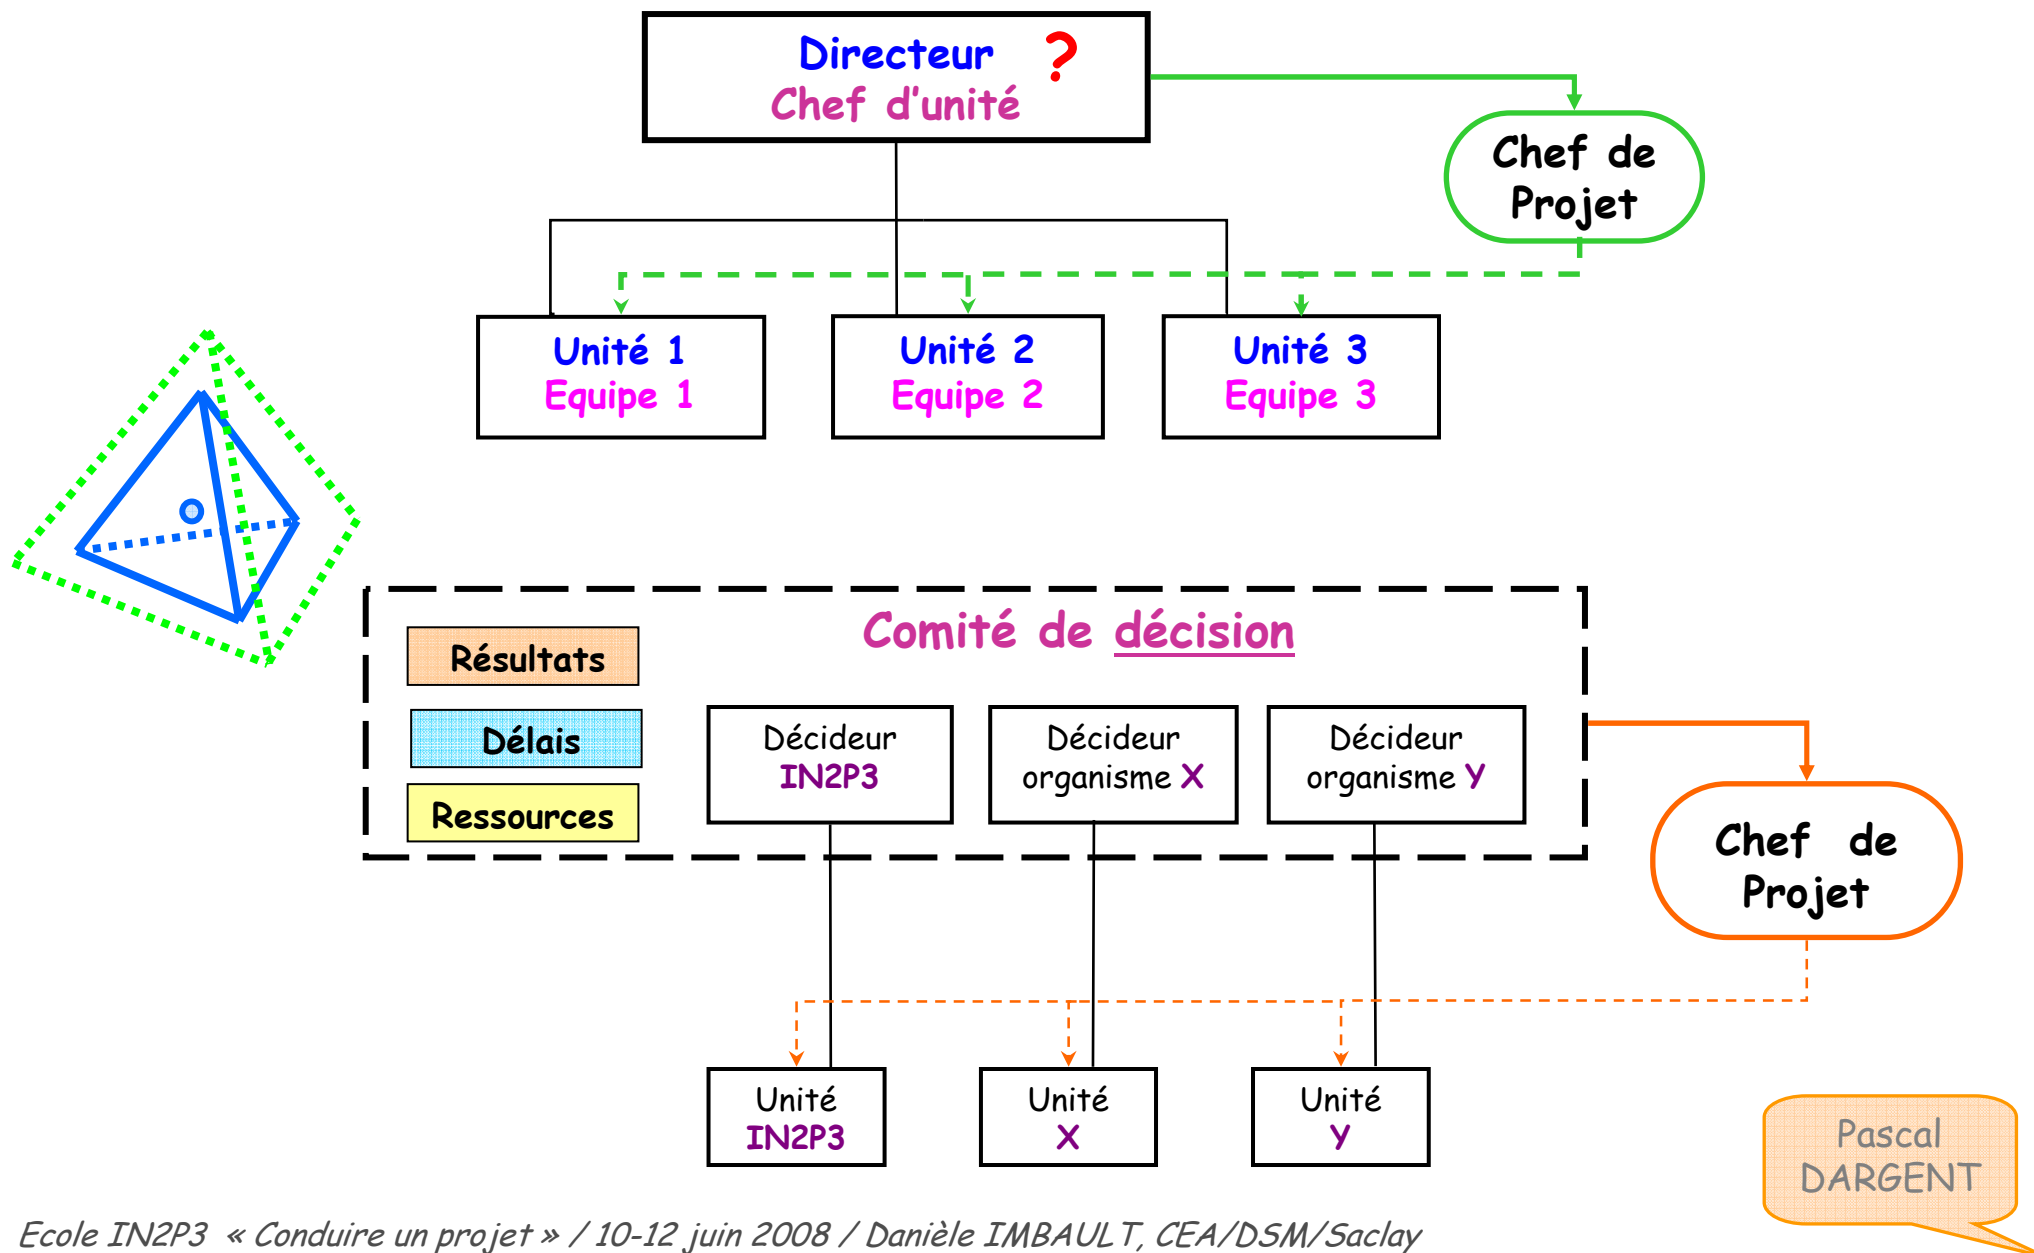 Directeur ?
Chef d'unité
Chef de
Projet
Unité 1
Equipe 1
Unité 2
Equipe 2
Unité 3
Equipe 3
Comité de décision
Résultats
Délais
Ressources
Décideur
IN2P3
Décideur
organisme X
Décideur
organisme Y
Chef de
Projet
Unité
IN2P3
Unité
X
Unité
Y
Pascal
DARGENT
Ecole IN2P3 « Conduire un projet » / 10-12 juin 2008 / Danièle IMBAULT, CEA/DSM/Saclay